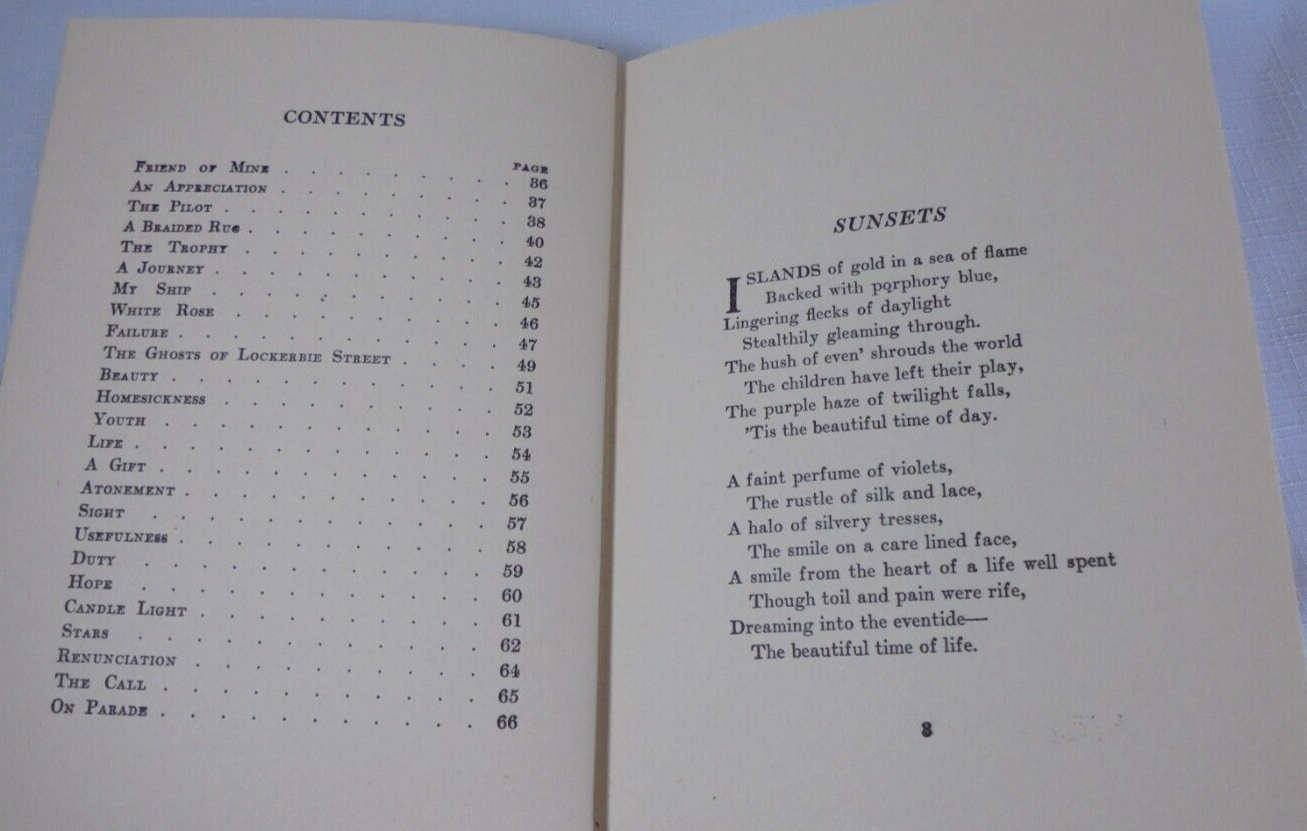 CONTENTS
PAGE
FRIEND OF MINE . . . . . . . . . 36
AN APPRECIATION . . . . . . . . . 37
THE PILOT . . . . . . . . . . 38
A BRAIDED RUG . . . . . . . . . 40
THE TROPHY . . . . . . . . . 42
A JOURNEY . . . . . . . . . . 43
MY SHIP . . . . . . . . . . 45
WHITE ROSE . . . . . . . . . 46
FAILURE . . . . . . . . . . . 47
THE GHOSTS OF LOCKERBIE STREET . . . . 49
BEAUTY . . . . . . . . . . . 51
HOMESICKNESS . . . . . . . . . . 52
YOUTH . . . . . . . . . . . 53
LIFE . . . . . . . . . . . . 54
A GIFT . . . . . . . . . . . 55
ATONEMENT . . . . . . . . . . 56
SIGHT . . . . . . . . . . . 57
USEFULNESS . . . . . . . . . . 58
DUTY . . . . . . . . . . . 59
HOPE . . . . . . . . . . . 60
CANDLE LIGHT . . . . . . . . . . 61
STARS . . . . . . . . . . . 62
RENUNCIATION . . . . . . . . . . 64
THE CALL . . . . . . . . . . . 65
ON PARADE . . . . . . . . . . . 66
SUNSETS
ISLANDS of gold in a sea of flame
Backed with porphory blue,
Lingering flecks of daylight
Stealthily gleaming through.
The hush of even' shrouds the world
The children have left their play,
The purple haze of twilight falls,
'Tis the beautiful time of day.
A faint perfume of violets,
The rustle of silk and lace,
A halo of silvery tresses,
The smile on a care lined face,
A smile from the heart of a life well spent
Though toil and pain were rife,
Dreaming into the eventide—
The beautiful time of life.
8